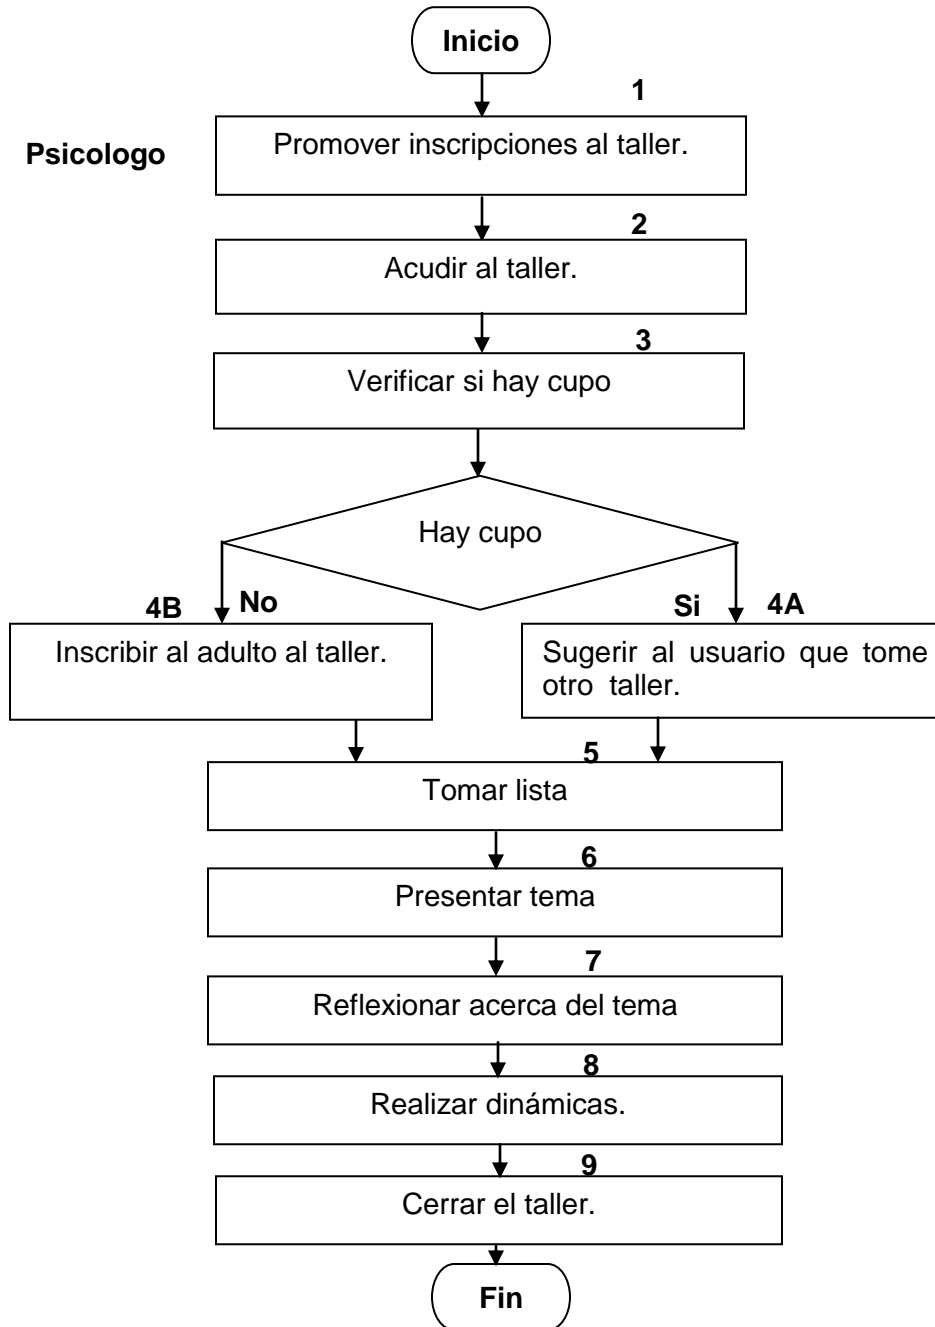 Inicio
1
Psicologo
Promover inscripciones al taller.
2
Acudir al taller.
3
Verificar si hay cupo
Hay cupo
4B No
Si 4A
Inscribir al adulto al taller.
Sugerir al usuario que tome
otro taller.
5
Tomar lista
6
Presentar tema
7
Reflexionar acerca del tema
8
Realizar dinámicas.
9
Cerrar el taller.
Fin